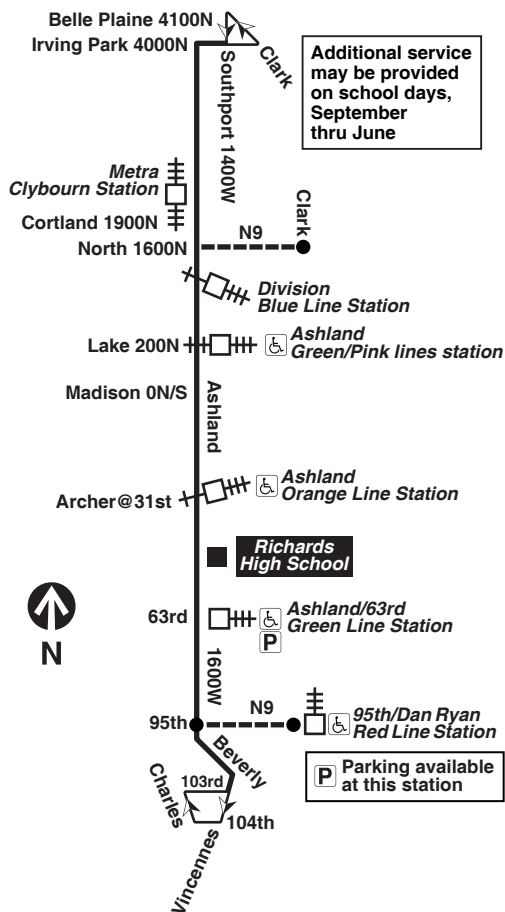 Belle Plaine 4100N
Irving Park 4000N
Clark
Southport 1400W
Additional service
may be provided
on school days,
September
thru June
Metra
Clybourn Station
Cortland 1900N
North 1600N
N9
Clark
Division
Blue Line Station
Lake 200N
Ashland
Green/Pink lines station
Madison 0N/S
Ashland
Archer@31st
Ashland
Orange Line Station
Richards
High School
N
63rd
Ashland/63rd
Green Line Station
P
1600W
95th
N9
95th/Dan Ryan
Red Line Station
Beverly
P Parking available
at this station
103rd
Charles
104th
Vincennes